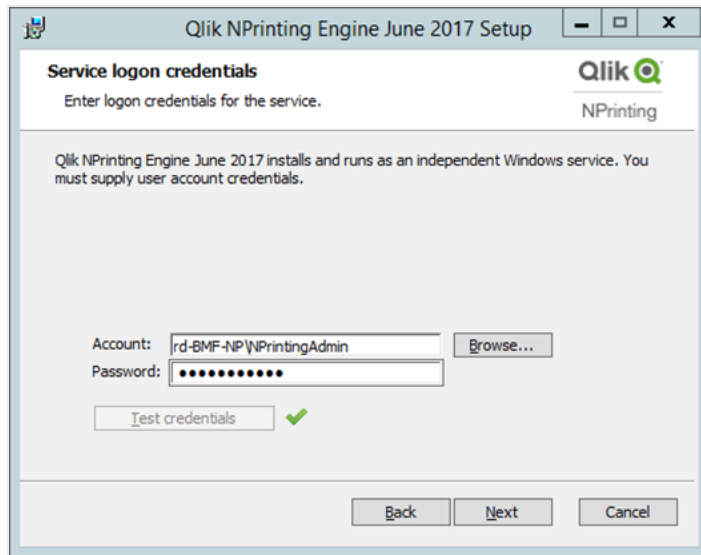 Qlik NPrinting Engine June 2017 Setup
Service logon credentials
Enter logon credentials for the service.
Qlik
NPrinting
Qlik NPrinting Engine June 2017 installs and runs as an independent Windows service. You
must supply user account credentials.
Account: rd-BMF-NP\NPrintingAdmin Browse...
Password: ●●●●●●●●●●●
Test credentials
Back Next Cancel